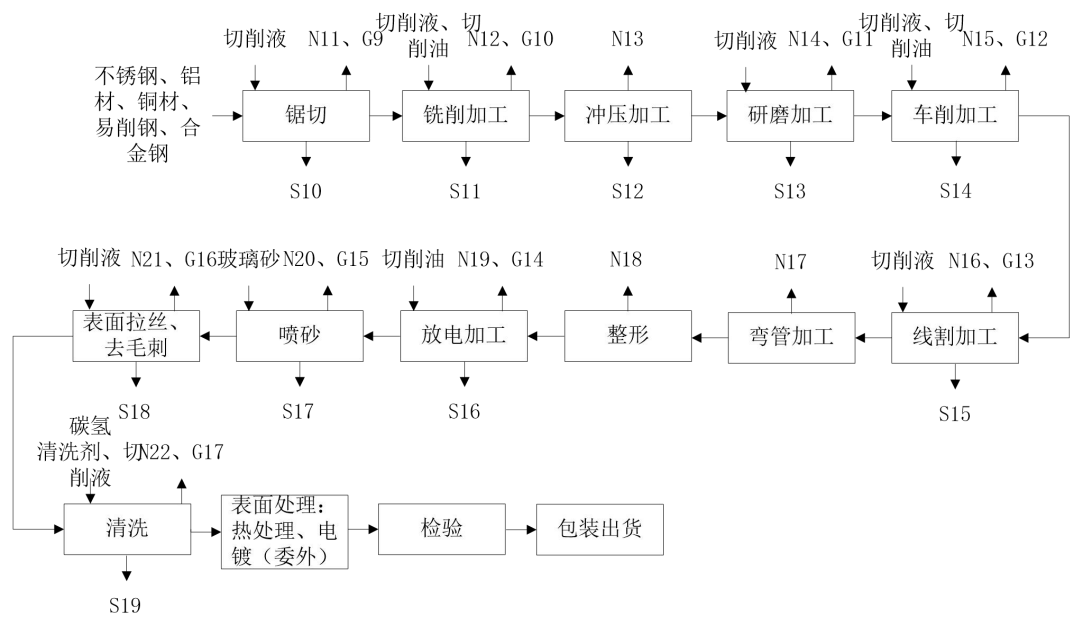 切削液
N11、G9
切削液、切
削油
N12、G10
N13
切削液
N14、G11
切削液、切
削油
N15、G12
不锈钢、铝
材、铜材、
易削钢、合
金钢
锯切
铣削加工
冲压加工
研磨加工
车削加工
S10
S11
S12
S13
S14
切削液
N21、G16
玻璃砂
N20、G15
切削油
N19、G14
N18
N17
切削液
N16、G13
表面拉丝、
去毛刺
喷砂
放电加工
整形
弯管加工
线割加工
S18
S17
S16
S15
碳氢
清洗剂、切
削液
N22、G17
清洗
表面处理：
热处理、电
镀（委外）
检验
包装出货
S19